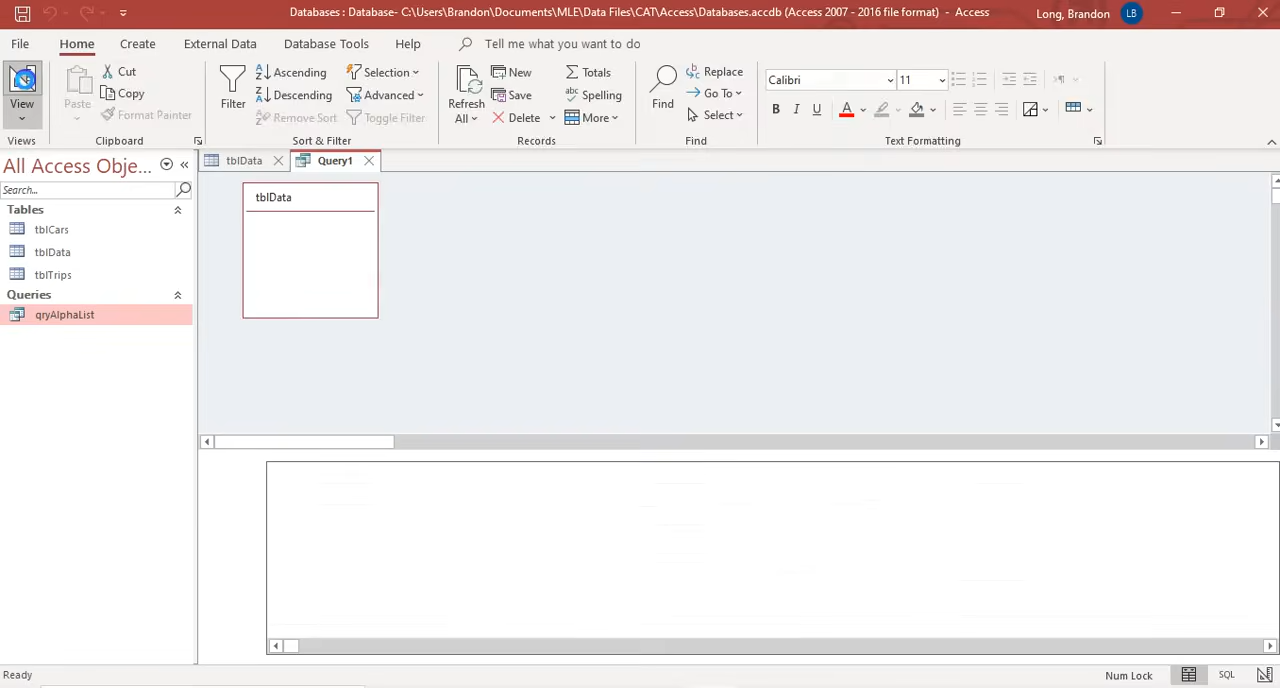 Databases : Database- C:\Users\Brandon\Documents\MLE\Data Files\CAT\Access\Databases.accdb (Access 2007 - 2016 file format) - Access
Long, Brandon LB
File Home Create External Data Database Tools Help Tell me what you want to do
View
Views
Paste
Cut
Copy
Format Painter
Clipboard
Filter
Ascending
Descending
Remove Sort
Selection
Advanced
Toggle Filter
Sort & Filter
Refresh
All
New
Save
Delete
Totals
Spelling
More
Records
Find
Replace
Go To
Select
Find
Calibri 11
B I U A
Text Formatting
All Access Obje...
Search...
Tables
tblCars
tblData
tblTrips
Queries
qryAlphaList
tblData Query1
tblData
Ready
Num Lock SQL